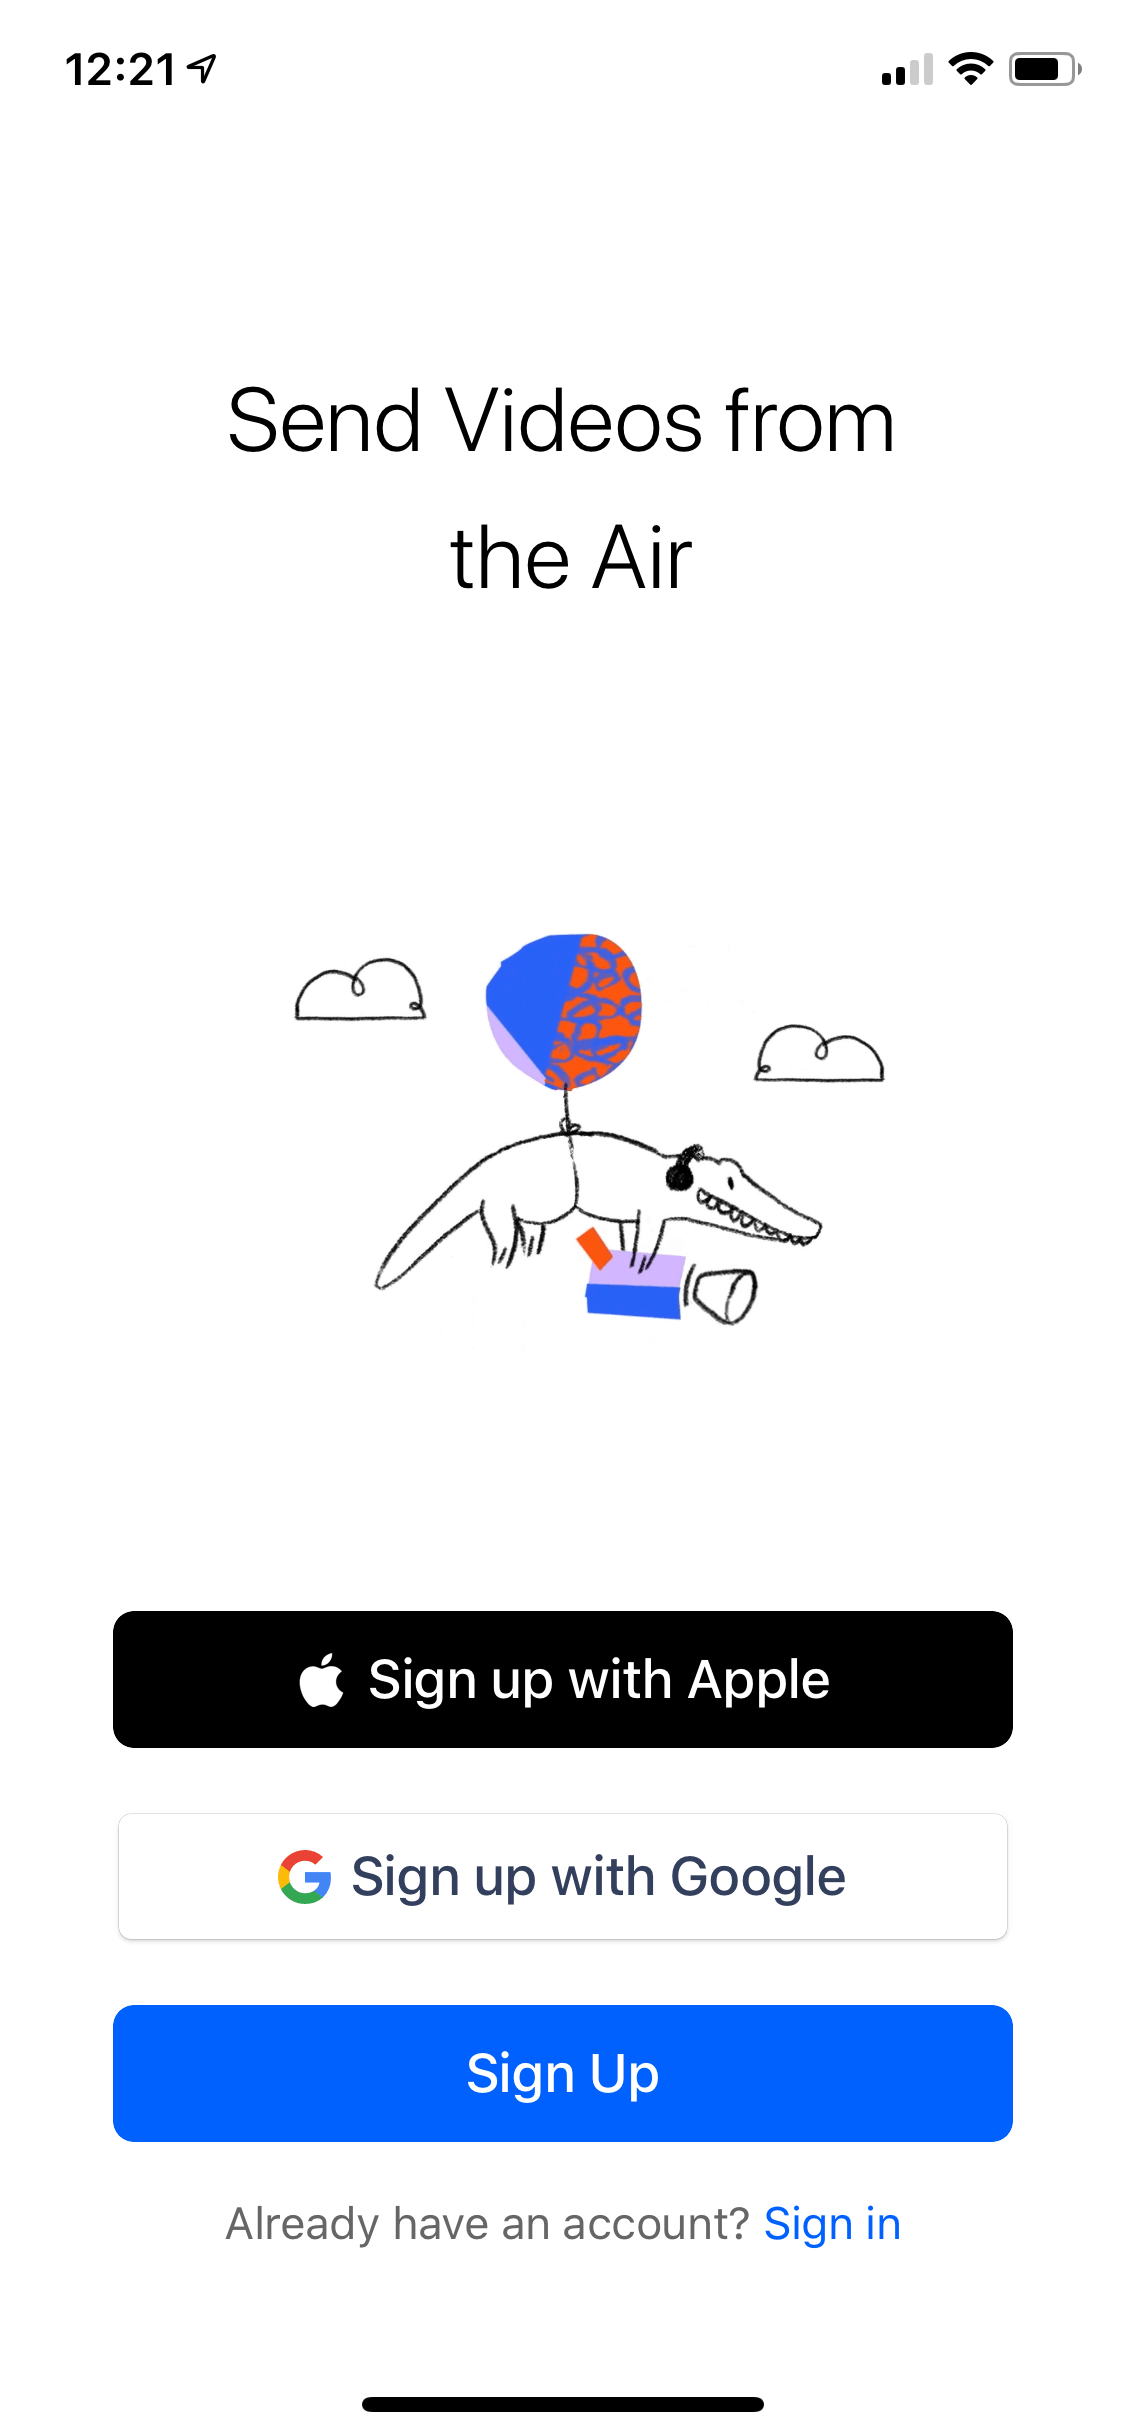 12:21
Send Videos from
the Air
Sign up with Apple
Sign up with Google
Sign Up
Already have an account? Sign in